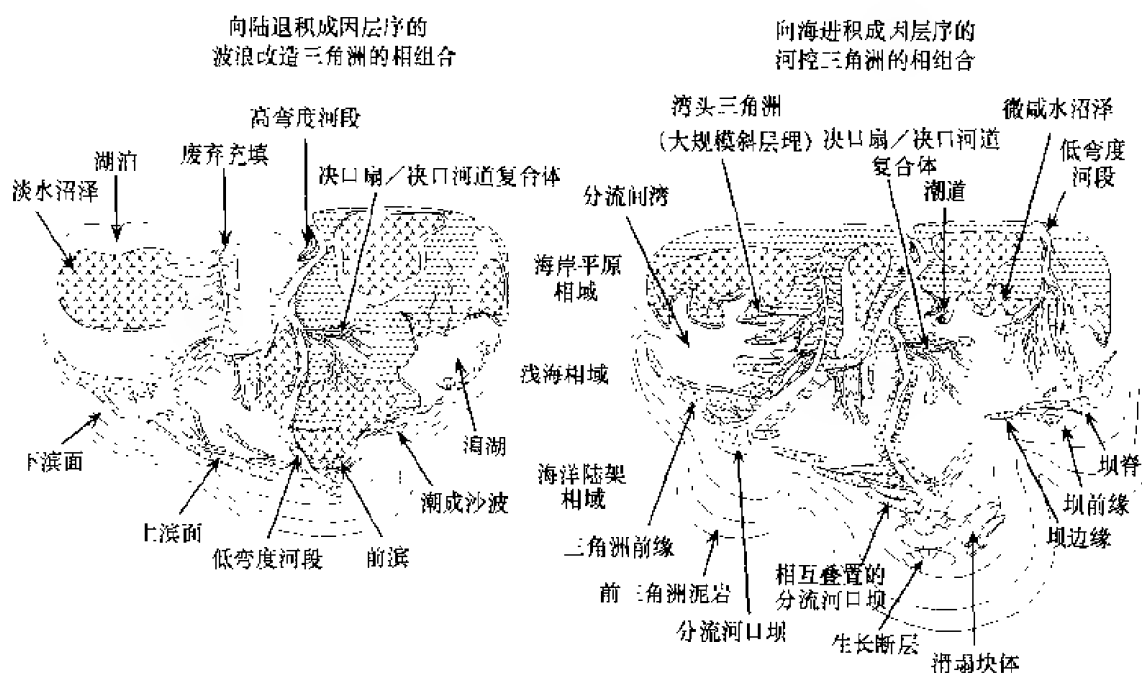 向陆退积成因层序的
波浪改造三角洲的相组合
向海进积成因层序的
河控三角洲的相组合
高弯度河段
湖泊
废弃充填
淡水沼泽
决口扇/决口河道复合体
下滨面
上滨面
低弯度河段
前滨
潮成沙波
潟湖
海岸平原
相域
浅海相域
海洋陆架
相域
湾头三角洲
(大规模斜层理)
决口扇/决口河道
复合体
微咸水沼泽
低弯度
河段
分流间湾
潮道
三角洲前缘
前三角洲泥岩
分流河口坝
相互叠置的
分流河口坝
生长断层
滑塌块体
坝脊
坝前缘
坝边缘